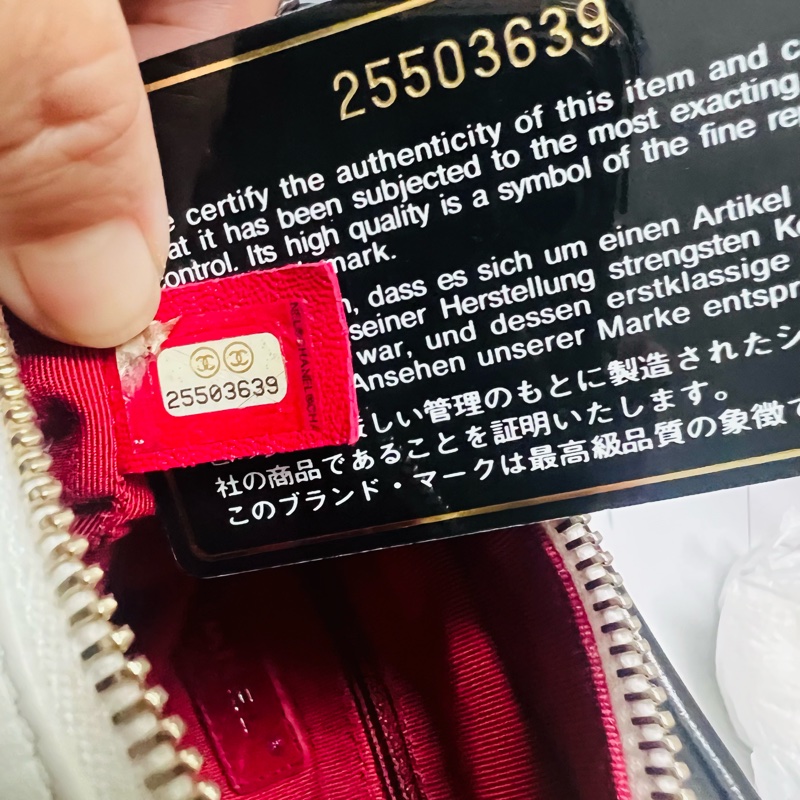 25503639
certify the authenticity of this item and
at it has been subjected to the most exacting
control. Its high quality is a symbol of the fine
mark.
dass es sich um einen Artikel
seiner Herstellung strengsten
war, und dessen erstklassige
Ansehen unserer Marke
しい管理のもとに製造された
社の商品であることを証明いたします。
このブランド・マークは最高級品質の象徴
25503639